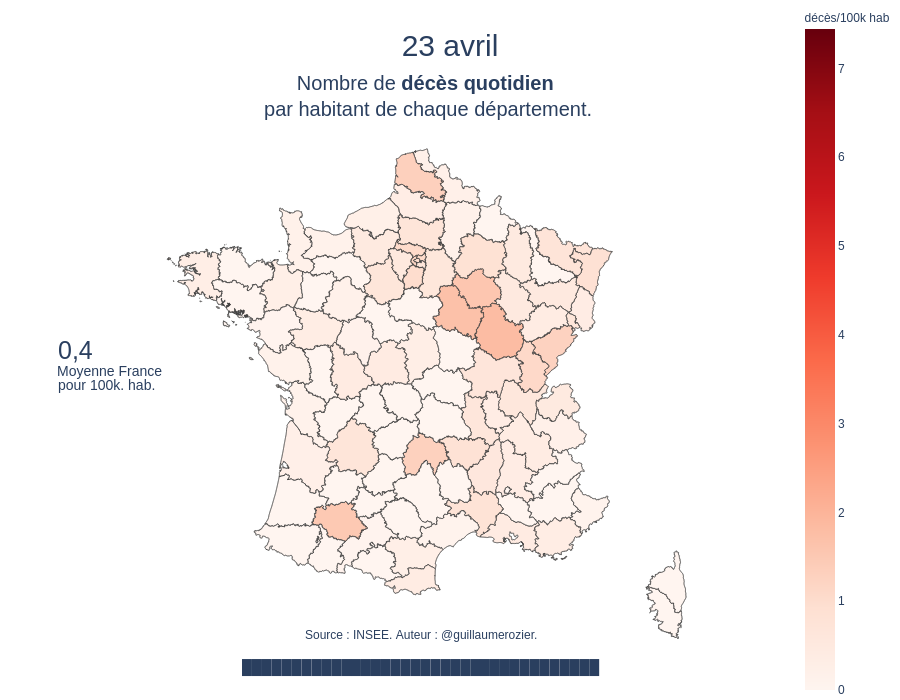 décès/100k hab
23 avril
Nombre de décès quotidien
par habitant de chaque département.
7
6
5
4
3
2
1
0
0,4
Moyenne France
pour 100k. hab.
Source : INSEE. Auteur : @guillaumerozier.